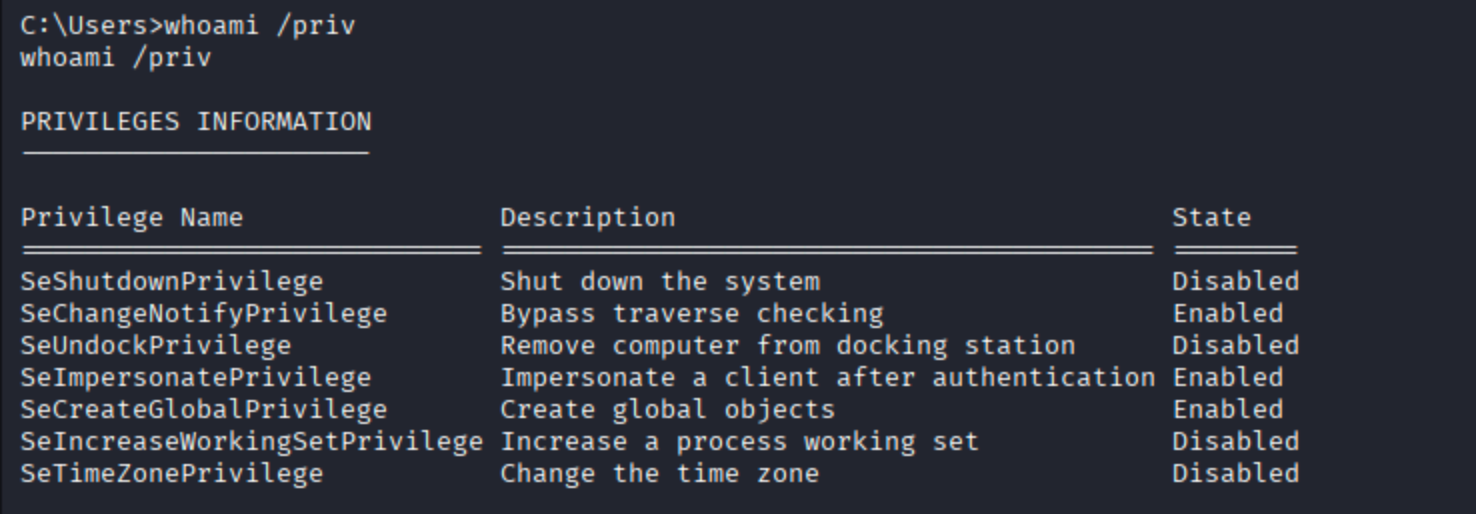 C:\Users>whoami /priv
whoami /priv
PRIVILEGES INFORMATION
Privilege Name Description State
SeShutdownPrivilege Shut down the system Disabled
SeChangeNotifyPrivilege Bypass traverse checking Enabled
SeUndockPrivilege Remove computer from docking station Disabled
SeImpersonatePrivilege Impersonate a client after authentication Enabled
SeCreateGlobalPrivilege Create global objects Enabled
SeIncreaseWorkingSetPrivilege Increase a process working set Disabled
SeTimeZonePrivilege Change the time zone Disabled